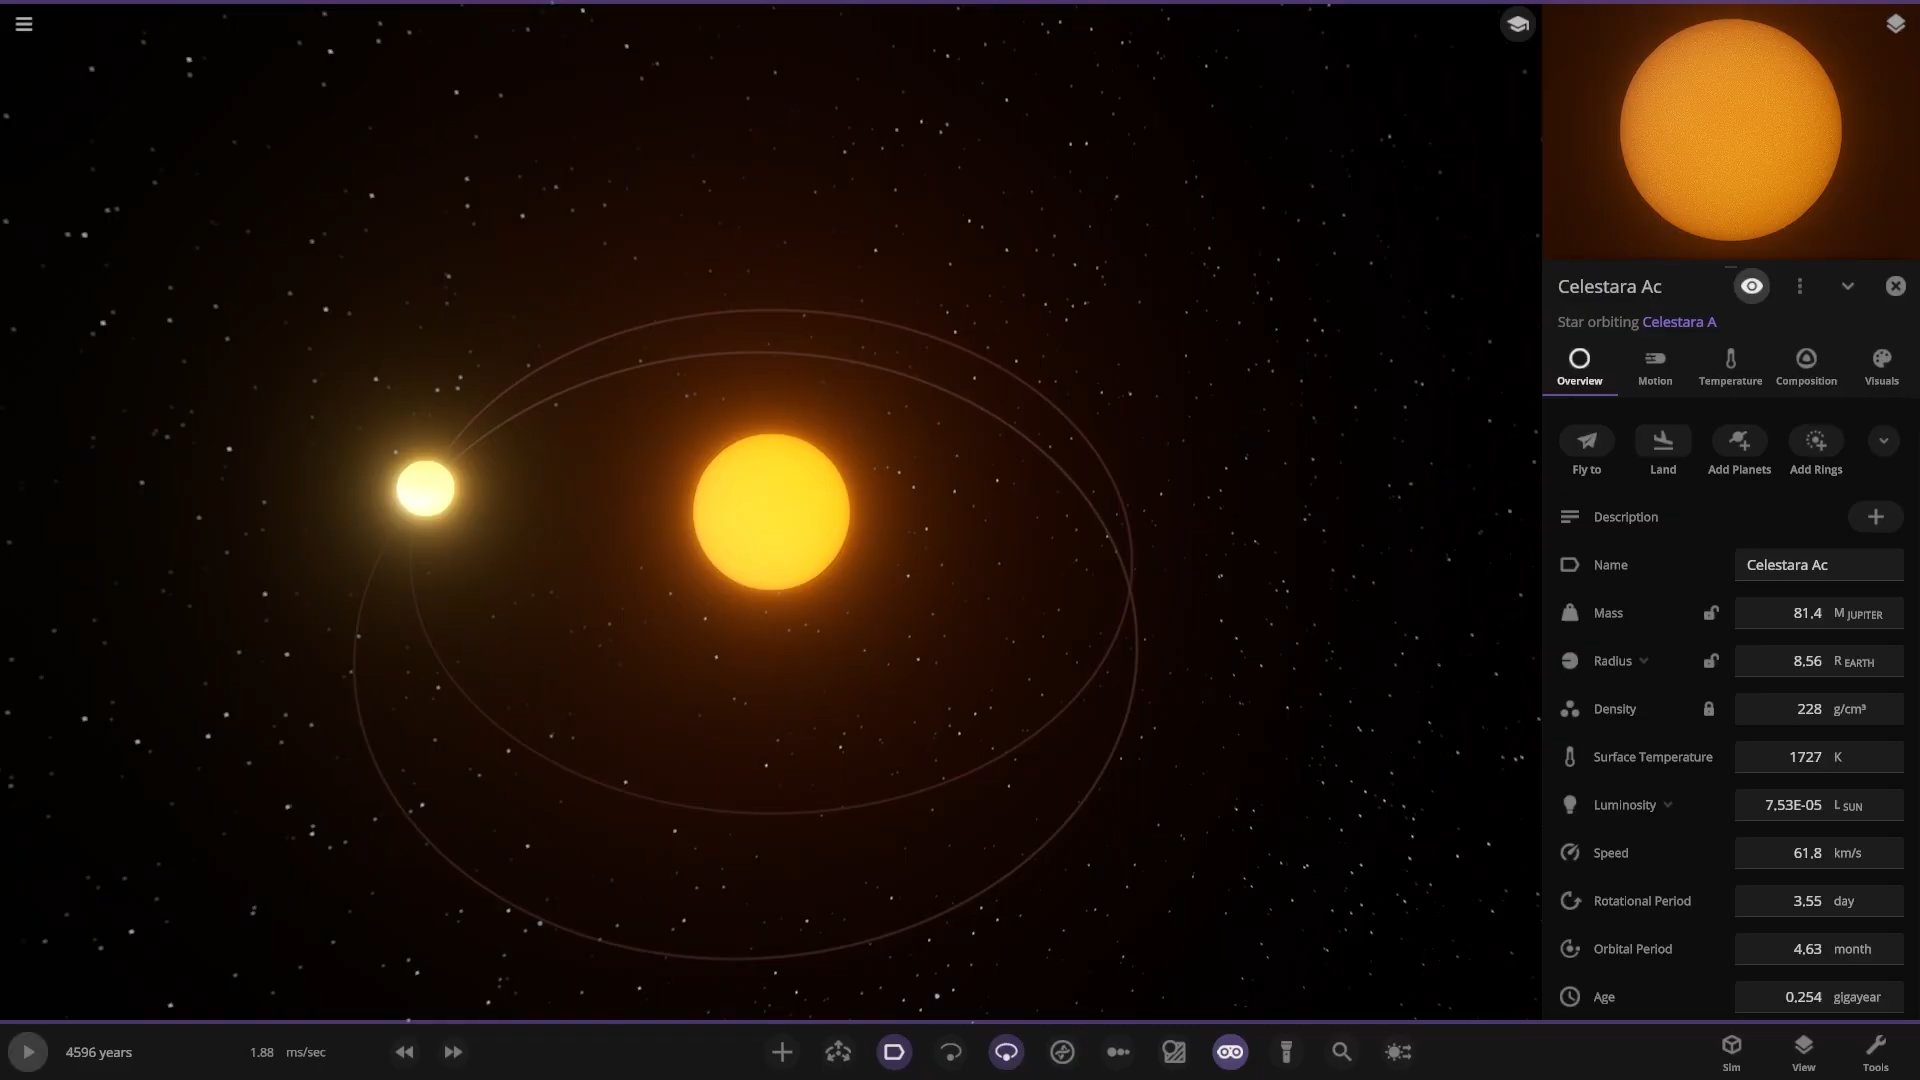 Celestara Ac
Star orbiting Celestara A
Overview Motion Temperature Composition Visuals
Fly to Land Add Planets Add Rings
Description
Name Celestara Ac
Mass 81,4 M JUPITER
Radius 8,56 R EARTH
Density 228 g/cm³
Surface Temperature 1727 K
Luminosity 7,53E-05 L SUN
Speed 61,8 km/s
Rotational Period 3,55 day
Orbital Period 4,63 month
Age 0,254 gigayear
4596 years 1.88 ms/sec
Sim View Tools